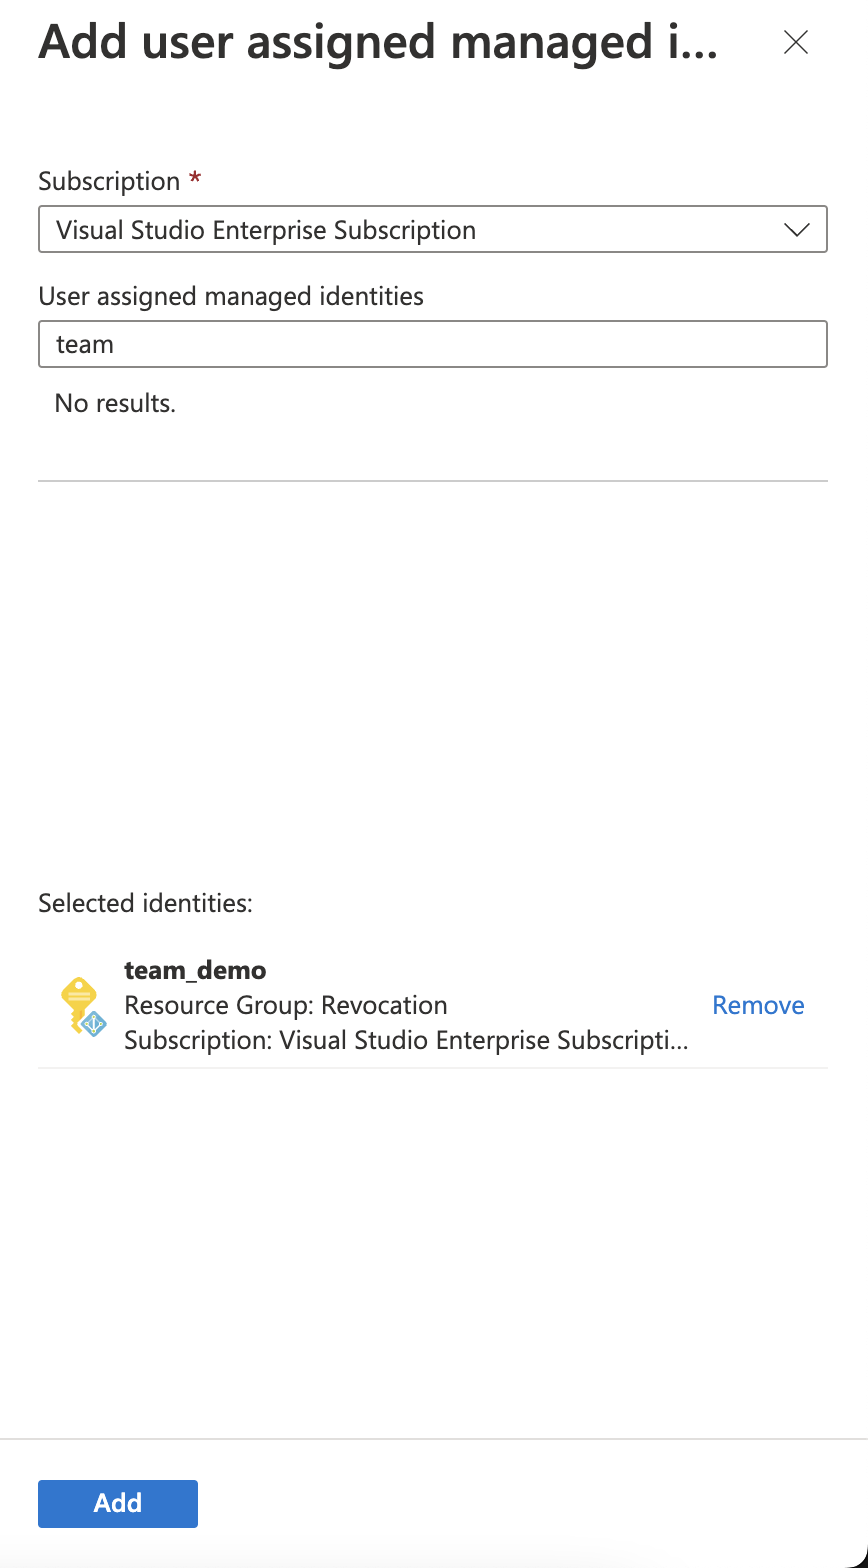 Add user assigned managed i...
Subscription *
Visual Studio Enterprise Subscription
User assigned managed identities
team
No results.
Selected identities:
team_demo
Resource Group: Revocation
Remove
Subscription: Visual Studio Enterprise Subscripti...
Add